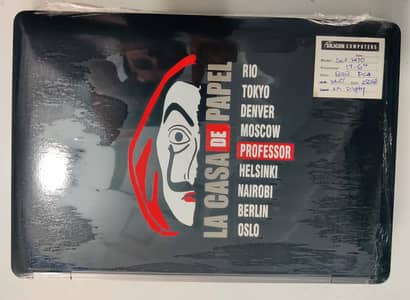 LA CASA DE PAPEL
RIO
TOKYO
DENVER
MOSCOW
PROFESSOR
HELSINKI
NAIROBI
BERLIN
OSLO
SILICON COMPUTERS